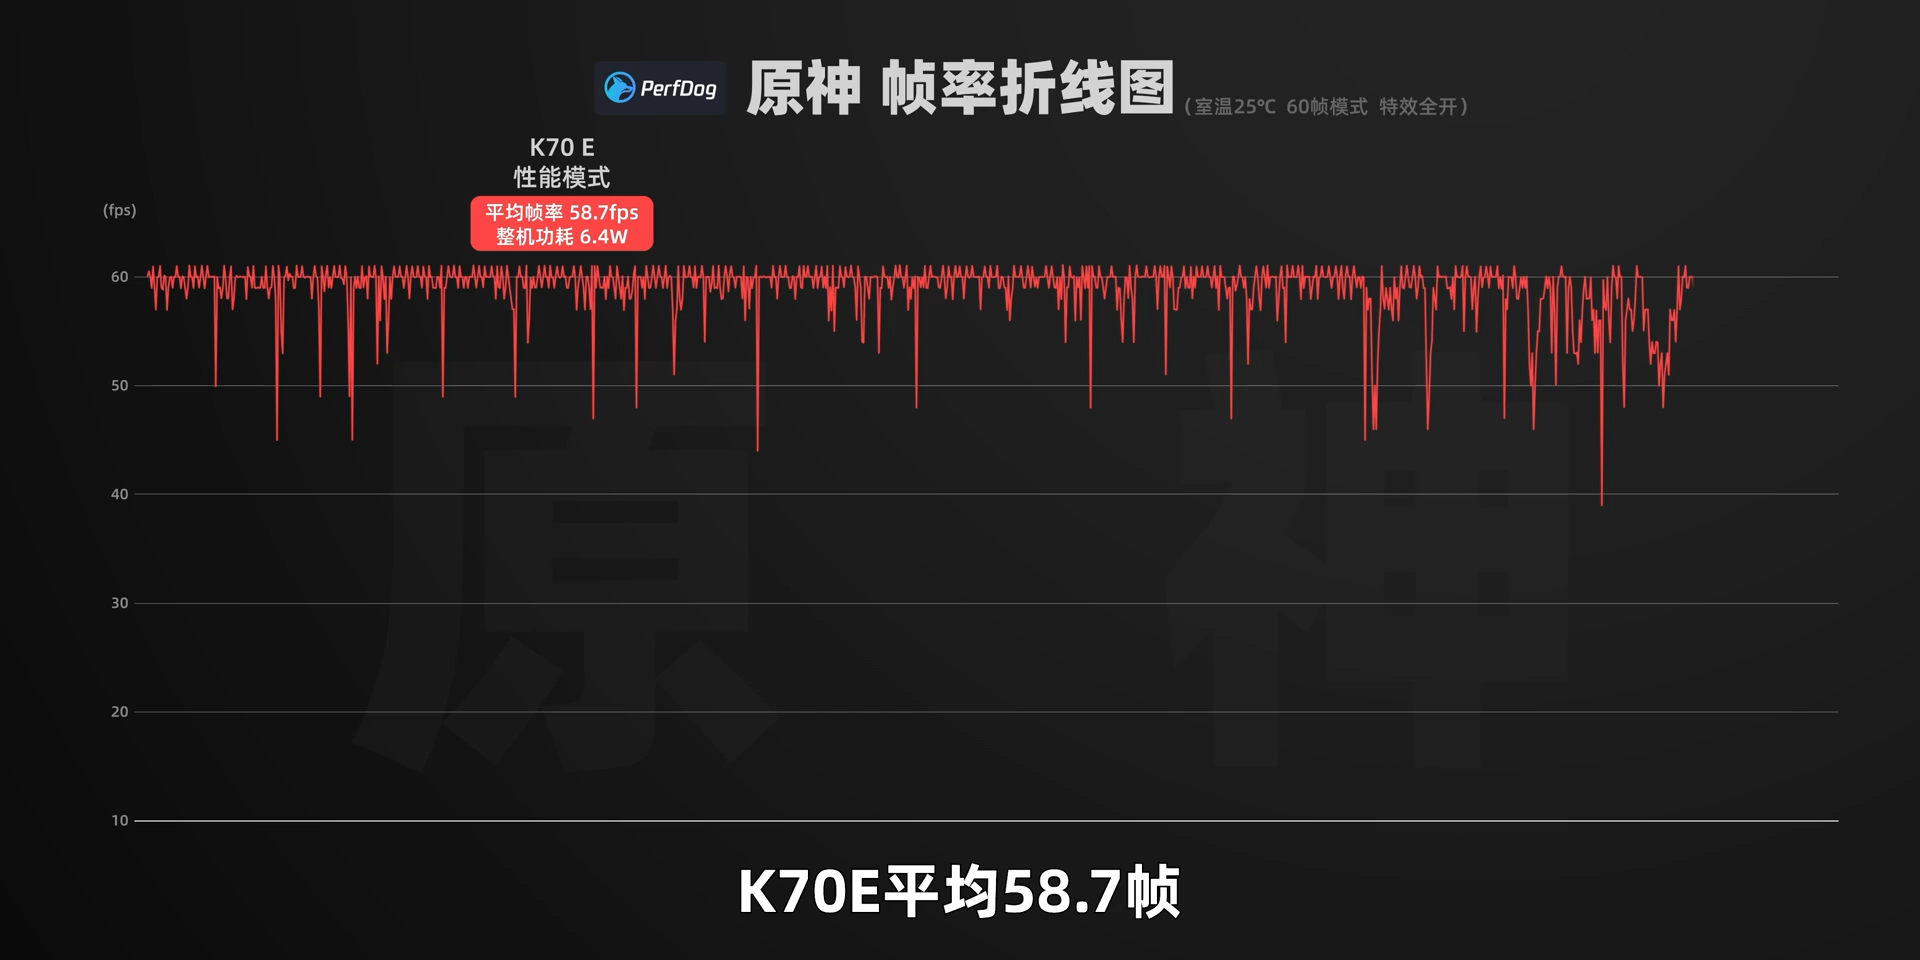 PerfDog 原神 帧率折线图 (室温25℃ 60帧模式 特效全开)
K70 E
性能模式
平均帧率 58.7fps
整机功耗 6.4W
(fps)
60
50
40
30
20
10
原神
K70E平均58.7帧